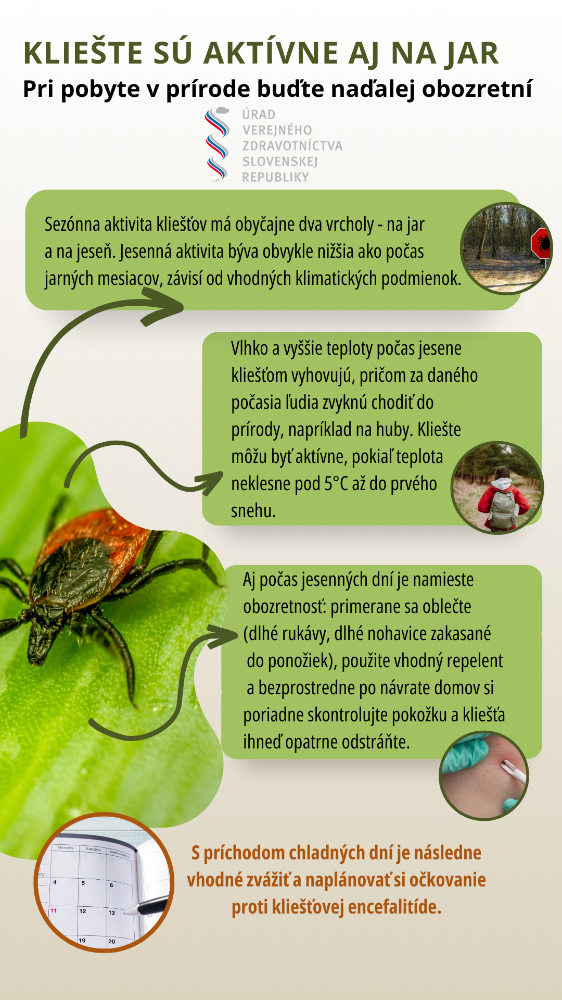 KLIEŠTE SÚ AKTÍVNE AJ NA JAR
Pri pobyte v prírode buďte naďalej obozretní
ÚRAD
VEREJNÉHO
ZDRAVOTNÍCTVA
SLOVENSKEJ
REPUBLIKY
Sezónna aktivita kliešťov má obyčajne dva vrcholy - na jar
a na jeseň. Jesenná aktivita býva obvykle nižšia ako počas
jarných mesiacov, závisí od vhodných klimatických podmienok.
Vlhko a vyššie teploty počas jesene
kliešťom vyhovujú, pričom za daného
počasia ľudia zvyknú chodiť do
prírody, napríklad na huby. Kliešte
môžu byť aktívne, pokiaľ teplota
neklesne pod 5°C až do prvého
snehu.
Aj počas jesenných dní je namieste
obozretnosť: primerane sa oblečte
(dlhé rukávy, dlhé nohavice zakasané
do ponožiek), použite vhodný repelent
a bezprostredne po návrate domov si
poriadne skontrolujte pokožku a kliešťa
ihneď opatrne odstráňte.
S príchodom chladných dní je následne
vhodné zvážiť a naplánovať si očkovanie
proti kliešťovej encefalitíde.
Monday Tuesday Wednesday
4 5 6 7
11 12 13 14
19 20